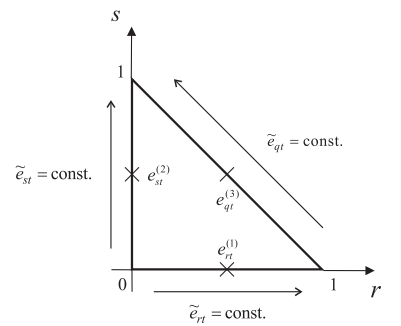 s
1
ẽ_qt = const.
ẽ_st = const.
e_st^(2)
e_qt^(3)
e_rt^(1)
0
1
r
ẽ_rt = const.